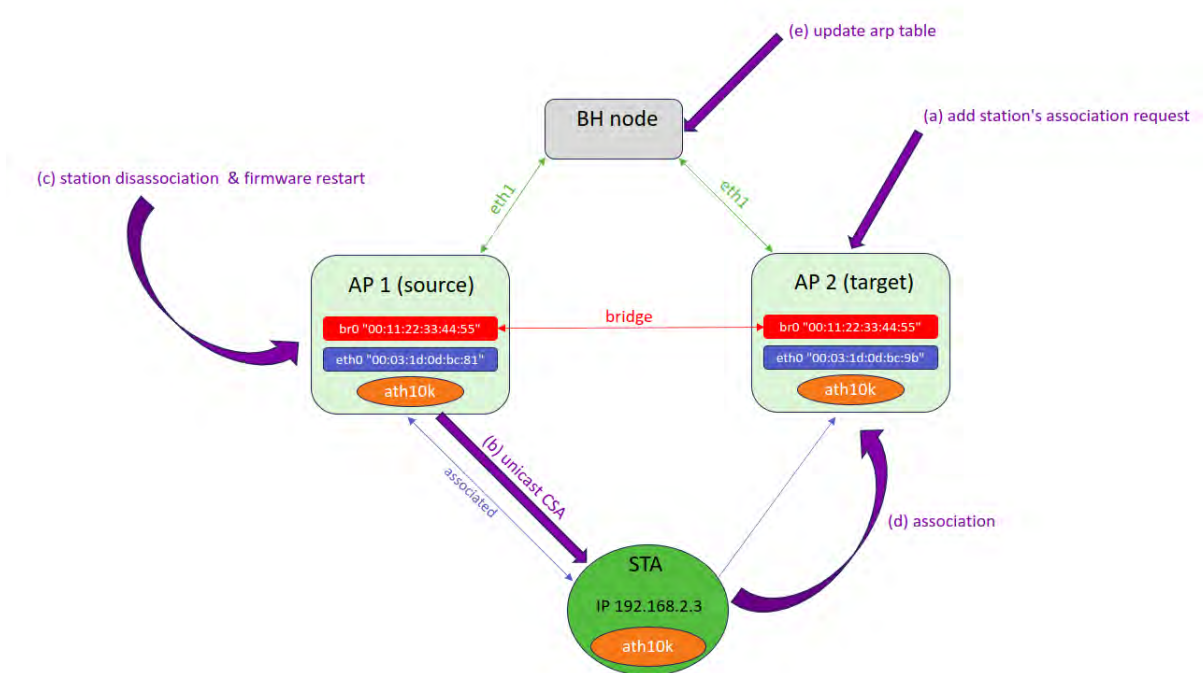 (e) update arp table
BH node
(a) add station's association request
(c) station disassociation & firmware restart
eth1
eth1
AP 1 (source)
AP 2 (target)
br0 "00:11:22:33:44:55"
bridge
br0 "00:11:22:33:44:55"
eth0 "00:03:1d:0d:bc:81"
eth0 "00:03:1d:0d:bc:9b"
ath10k
ath10k
(b) unicast CSA
associated
(d) association
STA
IP 192.168.2.3
ath10k